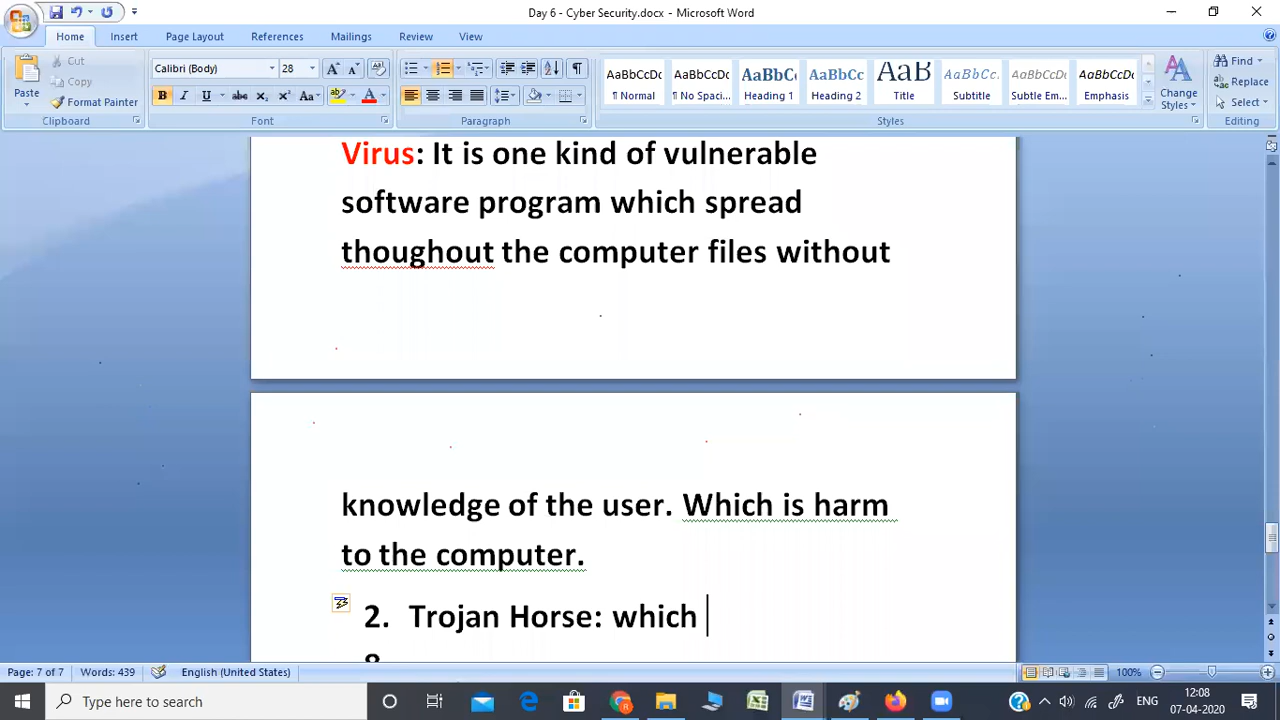 Day 6 - Cyber Security.docx - Microsoft Word
Home Insert Page Layout References Mailings Review View
Cut
Copy
Paste
Format Painter
Clipboard
Calibri (Body) 28
Font
Paragraph
AaBbCcDc AaBbCcDc AaBbCc AaBbCc AaB AaBbCc. AaBbCcDc AaBbCcDc
¶ Normal ¶ No Spaci... Heading 1 Heading 2 Title Subtitle Subtle Em... Emphasis
Change Styles
Styles
Find
Replace
Select
Editing
Virus: It is one kind of vulnerable
software program which spread
thoughout the computer files without
knowledge of the user. Which is harm
to the computer.
2. Trojan Horse: which
Page: 7 of 7 Words: 439 English (United States) 100%
Type here to search
ENG
12:08
07-04-2020